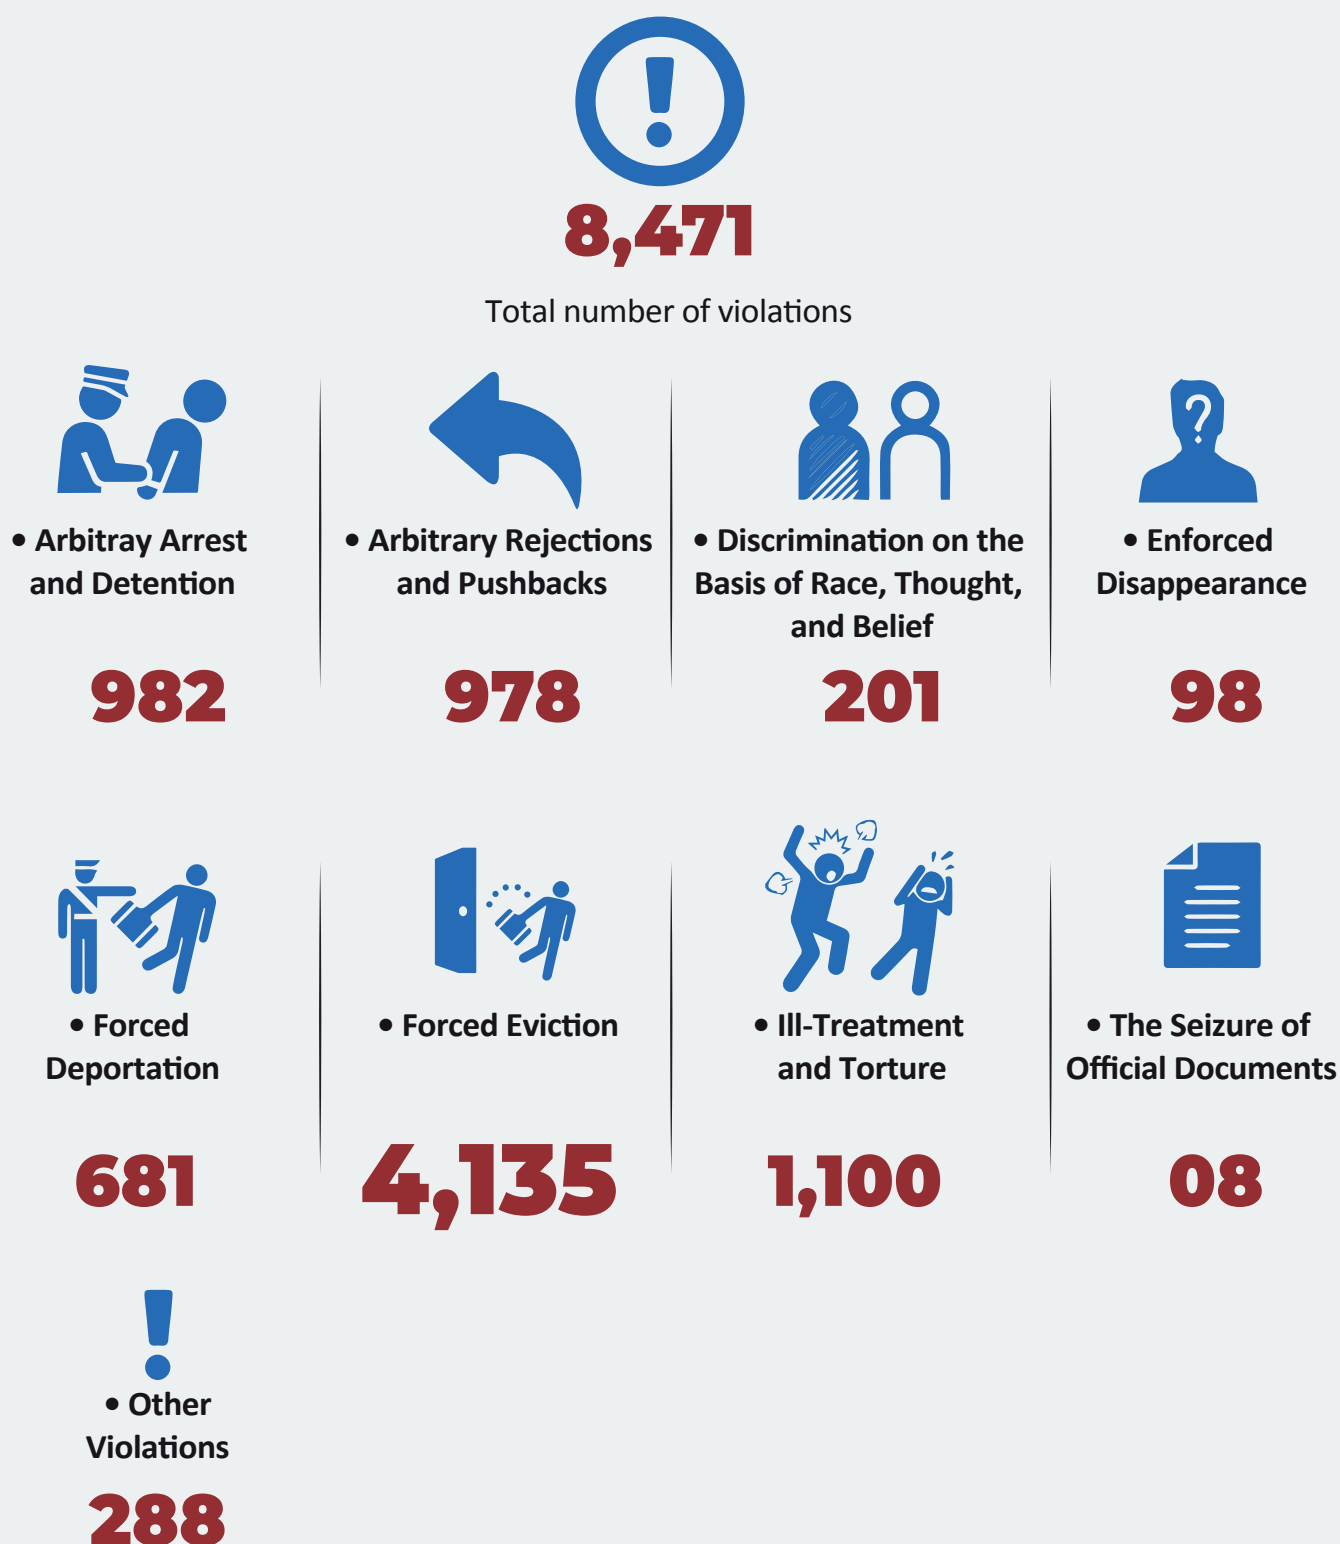 8,471
Total number of violations
• Arbitray Arrest
and Detention
982
• Arbitrary Rejections
and Pushbacks
978
• Discrimination on the
Basis of Race, Thought,
and Belief
201
• Enforced
Disappearance
98
• Forced
Deportation
681
• Forced Eviction
4,135
• Ill-Treatment
and Torture
1,100
• The Seizure of
Official Documents
08
• Other
Violations
288